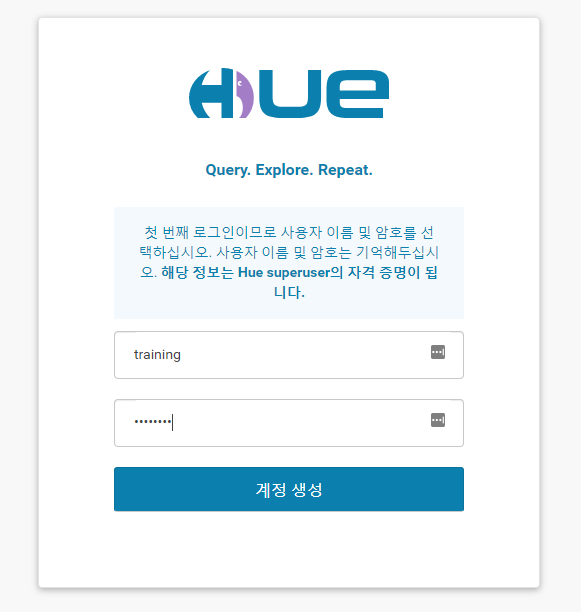 HUE
Query. Explore. Repeat.
첫 번째 로그인이므로 사용자 이름 및 암호를 선
택하십시오. 사용자 이름 및 암호는 기억해두십시
오. 해당 정보는 Hue superuser의 자격 증명이 됩
니다.
training
••••••••
계정 생성